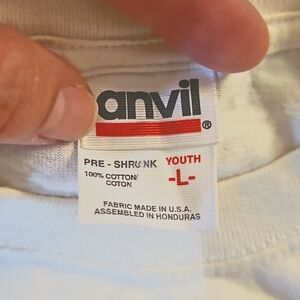 anvil®
PRE - SHRUNK YOUTH
100% COTTON/ -L-
COTON
FABRIC MADE IN U.S.A.
ASSEMBLED IN HONDURAS